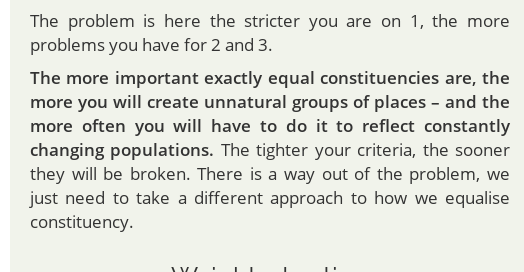 The problem is here the stricter you are on 1, the more
problems you have for 2 and 3.
The more important exactly equal constituencies are, the
more you will create unnatural groups of places – and the
more often you will have to do it to reflect constantly
changing populations. The tighter your criteria, the sooner
they will be broken. There is a way out of the problem, we
just need to take a different approach to how we equalise
constituency.